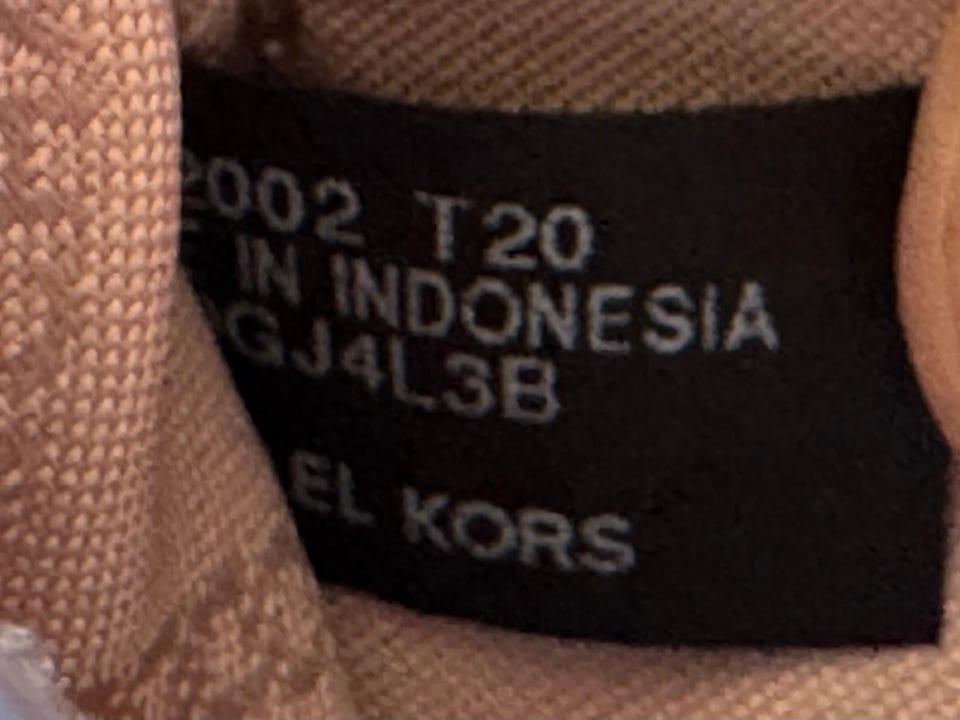 2002 T20
E IN INDONESIA
GJ4L3B
EL KORS